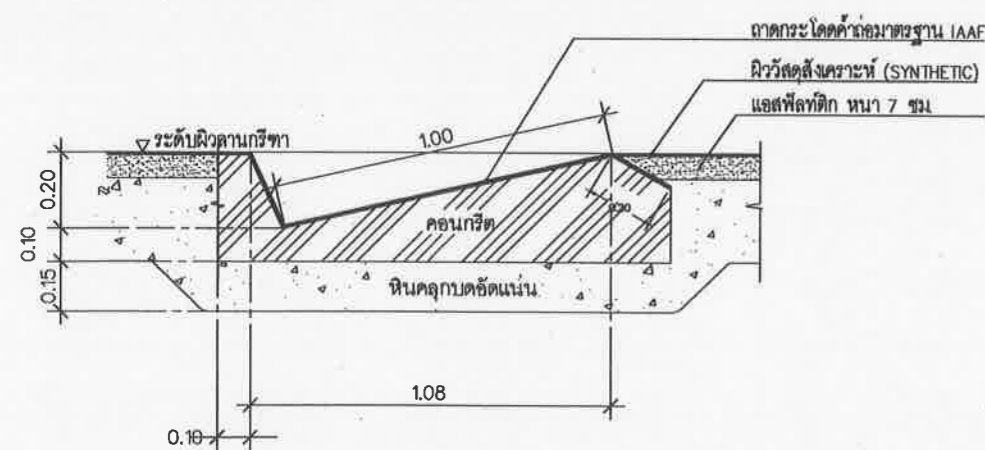 ถาดกระโดดค้ำถ่อมาตรฐาน IAAF
ผิววัสดุสังเคราะห์ (SYNTHETIC)
แอสฟัลท์ติก หนา 7 ซม.
ระดับผิวลานกรีฑา
1.00
0.20
0.30
คอนกรีต
0.10
0.15
หินคลุกบดอัดแน่น
1.08
0.10